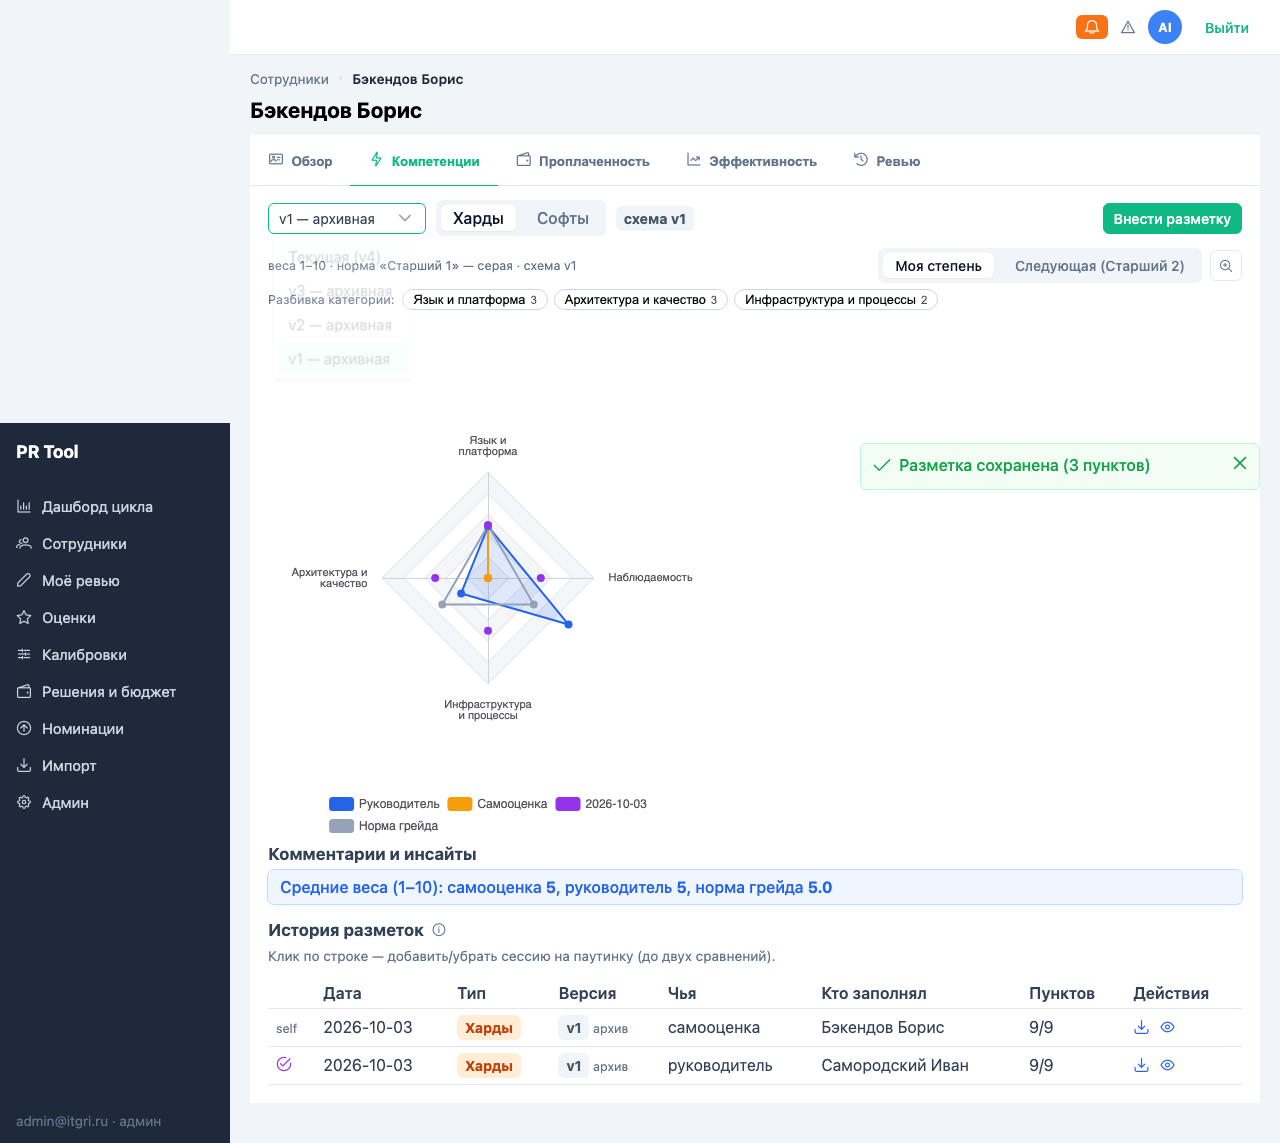 AI
Выйти
Сотрудники
Бэкендов Борис
Бэкендов Борис
Обзор
Компетенции
Проплаченность
Эффективность
Ревью
v1 — архивная
Харды
Софты
схема v1
Внести разметку
Текущая (v4)
веса 1–10 · норма «Старший 1» — серая · схема v1
Моя степень
Следующая (Старший 2)
v3 — архивная
Разбивка категории:
Язык и платформа 3
Архитектура и качество 3
Инфраструктура и процессы 2
v2 — архивная
v1 — архивная
Разметка сохранена (3 пунктов)
Язык и
платформа
Архитектура и
качество
Наблюдаемость
Инфраструктура
и процессы
Руководитель
Самооценка
2026-10-03
Норма грейда
PR Tool
Дашборд цикла
Сотрудники
Моё ревью
Оценки
Калибровки
Решения и бюджет
Номинации
Импорт
Админ
admin@itgri.ru · админ
Комментарии и инсайты
Средние веса (1–10): самооценка 5, руководитель 5, норма грейда 5.0
История разметок
Клик по строке — добавить/убрать сессию на паутинку (до двух сравнений).
Дата Тип Версия Чья Кто заполнял Пунктов Действия
self 2026-10-03 Харды v1 архив самооценка Бэкендов Борис 9/9
2026-10-03 Харды v1 архив руководитель Самородский Иван 9/9